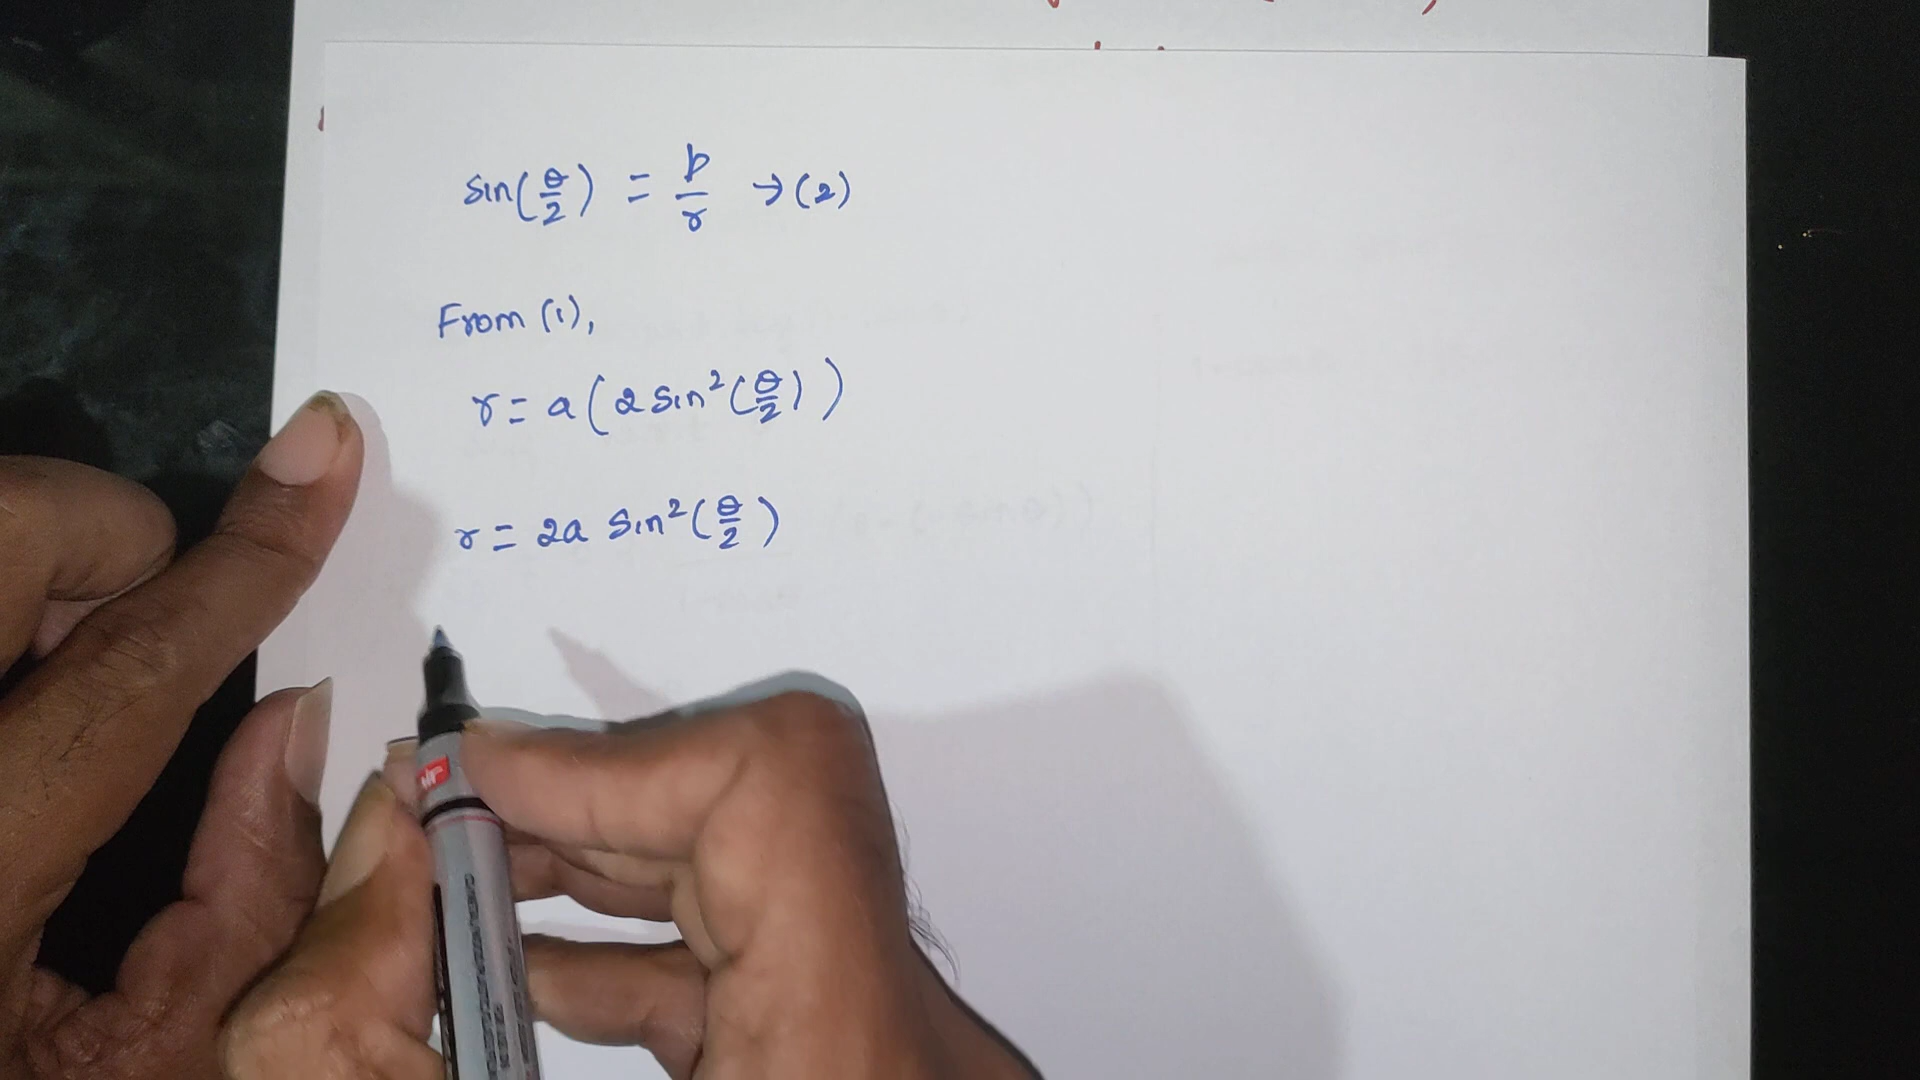 sin(θ/2) = p/r → (2)
From (1),
r = a(2 sin²(θ/2))
r = 2a sin²(θ/2)